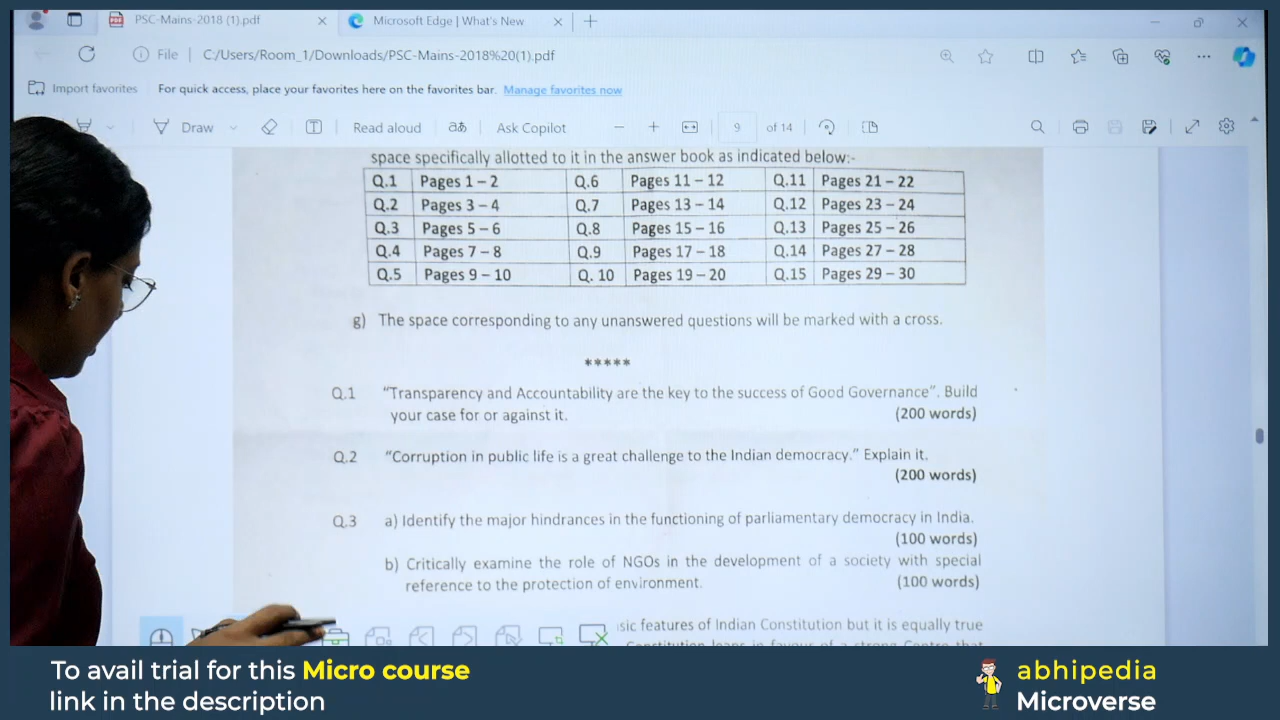 PSC-Mains-2018 (1).pdf
Microsoft Edge | What's New
File
C:/Users/Room_1/Downloads/PSC-Mains-2018%20(1).pdf
Import favorites
For quick access, place your favorites here on the favorites bar. Manage favorites now
Draw
Read aloud
Ask Copilot
9 of 14
space specifically allotted to it in the answer book as indicated below:-
Q.1 Pages 1 – 2 Q.6 Pages 11 – 12 Q.11 Pages 21 – 22
Q.2 Pages 3 – 4 Q.7 Pages 13 – 14 Q.12 Pages 23 – 24
Q.3 Pages 5 – 6 Q.8 Pages 15 – 16 Q.13 Pages 25 – 26
Q.4 Pages 7 – 8 Q.9 Pages 17 – 18 Q.14 Pages 27 – 28
Q.5 Pages 9 – 10 Q. 10 Pages 19 – 20 Q.15 Pages 29 – 30
g) The space corresponding to any unanswered questions will be marked with a cross.
*****
Q.1 “Transparency and Accountability are the key to the success of Good Governance”. Build
your case for or against it. (200 words)
Q.2 “Corruption in public life is a great challenge to the Indian democracy.” Explain it.
(200 words)
Q.3 a) Identify the major hindrances in the functioning of parliamentary democracy in India.
(100 words)
b) Critically examine the role of NGOs in the development of a society with special
reference to the protection of environment. (100 words)
sic features of Indian Constitution but it is equally true
Constitution leans in favour of a strong Centre that
To avail trial for this Micro course
link in the description
abhipedia
Microverse